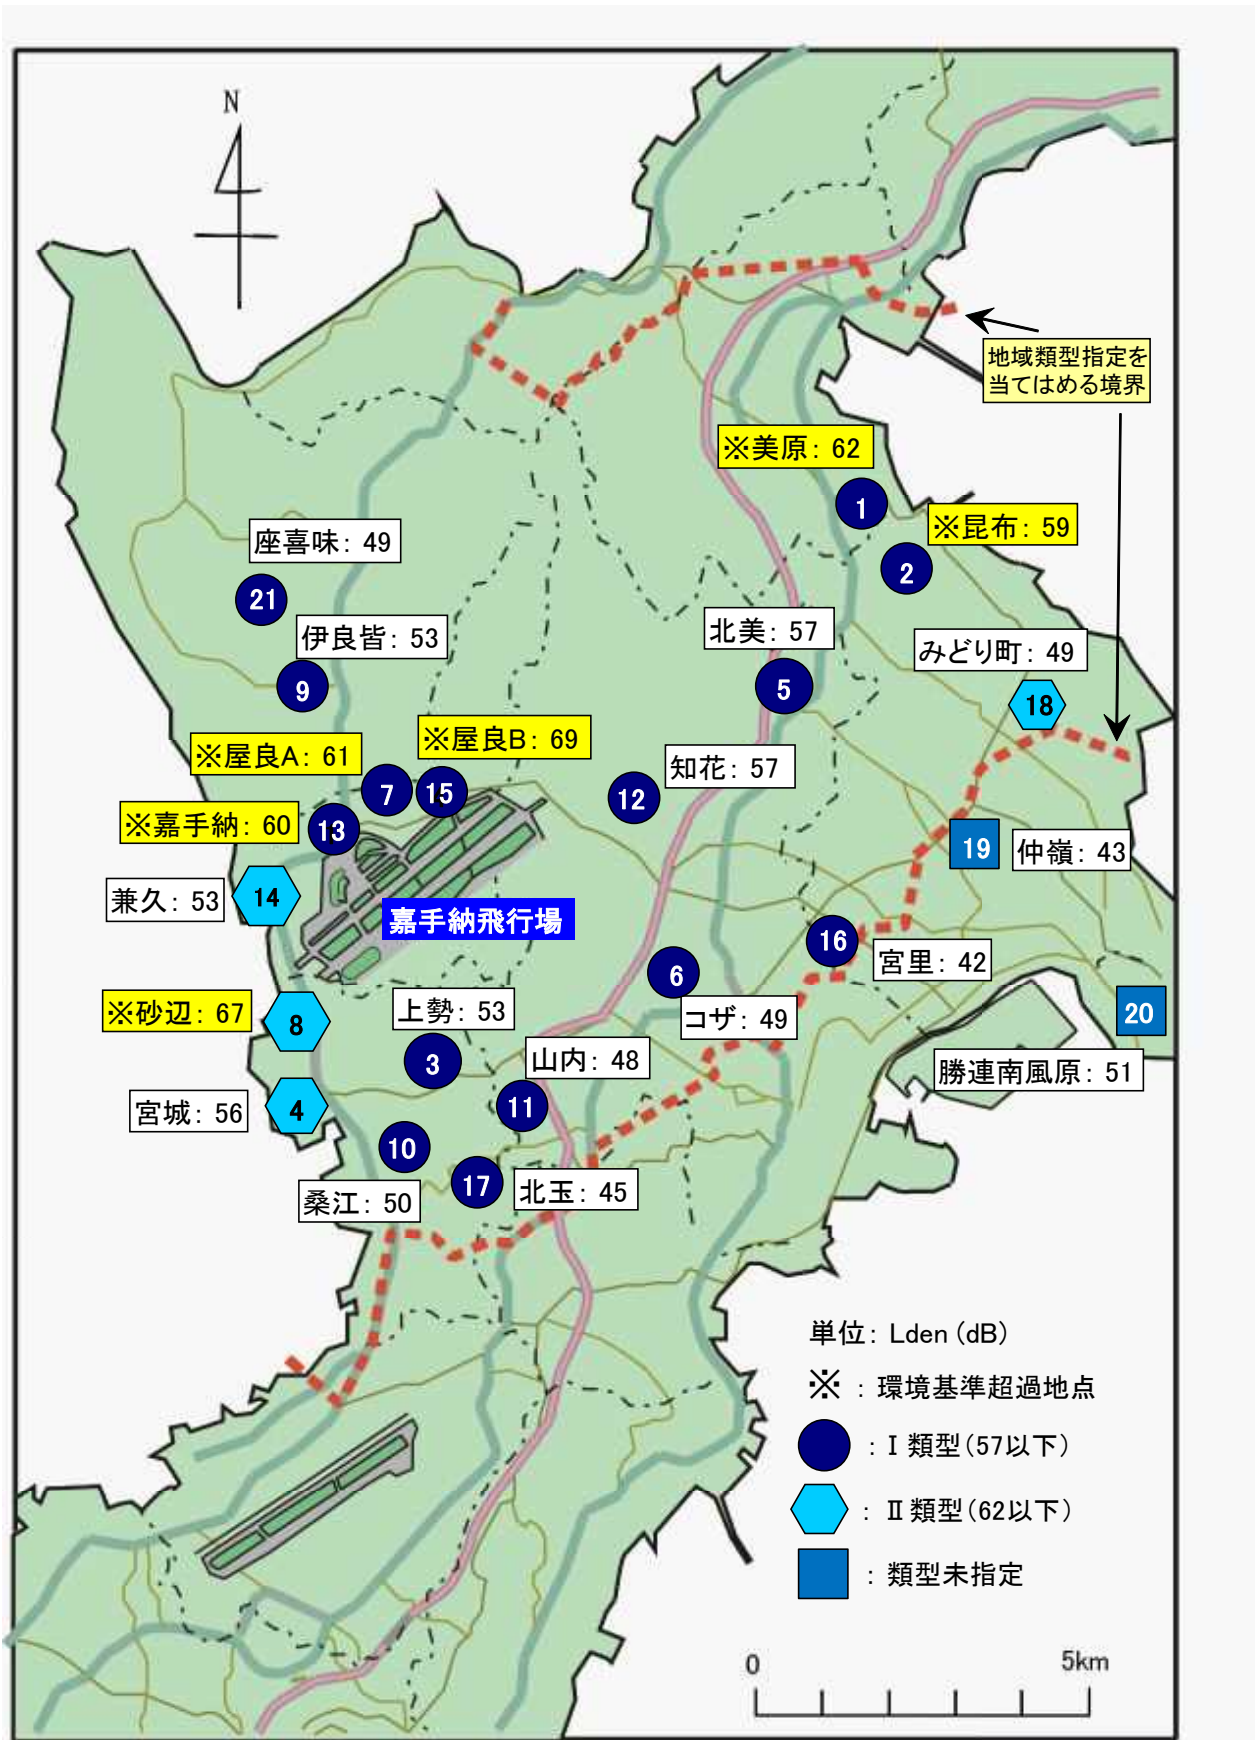 N
地域類型指定を
当てはめる境界
※美原: 62
1
※昆布: 59
2
座喜味: 49
21
伊良皆: 53
9
北美: 57
5
みどり町: 49
18
※屋良A: 61
7
※屋良B: 69
15
知花: 57
12
※嘉手納: 60
13
19
仲嶺: 43
兼久: 53
14
嘉手納飛行場
16
宮里: 42
6
コザ: 49
20
※砂辺: 67
8
上勢: 53
3
山内: 48
11
勝連南風原: 51
宮城: 56
4
10
桑江: 50
17
北玉: 45
単位: Lden (dB)
※ : 環境基準超過地点
: Ⅰ類型(57以下)
: Ⅱ類型(62以下)
: 類型未指定
0 5km